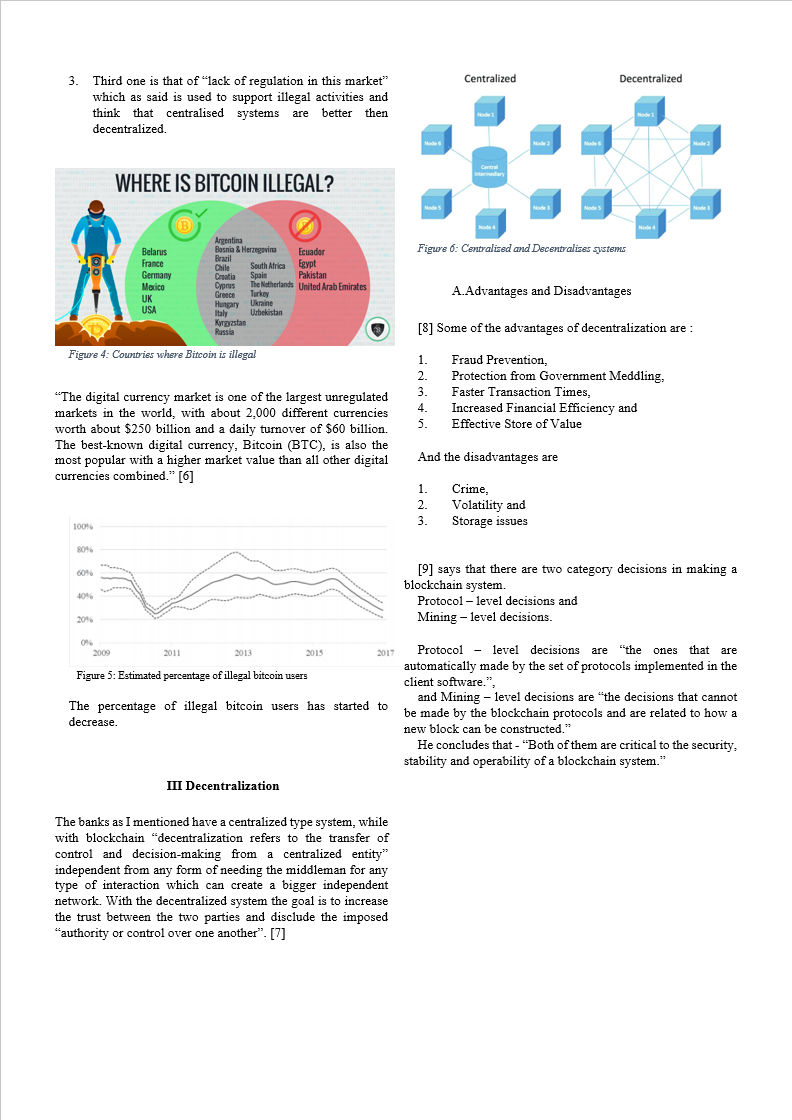 3. Third one is that of “lack of regulation in this market”
which as said is used to support illegal activities and
think that centralised systems are better then
decentralized.
WHERE IS BITCOIN ILLEGAL?
Belarus
France
Germany
Mexico
UK
USA
Argentina
Bosnia & Herzegovina
Brazil
Chile
Croatia
Cyprus
Greece
Hungary
Italy
Kyrgyzstan
Russia
South Africa
Spain
The Netherlands
Turkey
Ukraine
Uzbekistan
Ecuador
Egypt
Pakistan
United Arab Emirates
Figure 4: Countries where Bitcoin is illegal
“The digital currency market is one of the largest unregulated
markets in the world, with about 2,000 different currencies
worth about $250 billion and a daily turnover of $60 billion.
The best-known digital currency, Bitcoin (BTC), is also the
most popular with a higher market value than all other digital
currencies combined.” [6]
100%
80%
60%
40%
20%
0%
2009 2011 2013 2015 2017
Figure 5: Estimated percentage of illegal bitcoin users
The percentage of illegal bitcoin users has started to
decrease.
III Decentralization
The banks as I mentioned have a centralized type system, while
with blockchain “decentralization refers to the transfer of
control and decision-making from a centralized entity”
independent from any form of needing the middleman for any
type of interaction which can create a bigger independent
network. With the decentralized system the goal is to increase
the trust between the two parties and disclude the imposed
“authority or control over one another”. [7]
Centralized
Node 1
Node 6
Node 2
Central
Intermediary
Node 5
Node 3
Node 4
Decentralized
Node 1
Node 6
Node 2
Node 5
Node 3
Node 4
Figure 6: Centralized and Decentralises systems
A.Advantages and Disadvantages
[8] Some of the advantages of decentralization are :
1. Fraud Prevention,
2. Protection from Government Meddling,
3. Faster Transaction Times,
4. Increased Financial Efficiency and
5. Effective Store of Value
And the disadvantages are
1. Crime,
2. Volatility and
3. Storage issues
[9] says that there are two category decisions in making a
blockchain system.
Protocol – level decisions and
Mining – level decisions.
Protocol – level decisions are “the ones that are
automatically made by the set of protocols implemented in the
client software.”,
and Mining – level decisions are “the decisions that cannot
be made by the blockchain protocols and are related to how a
new block can be constructed.”
He concludes that - “Both of them are critical to the security,
stability and operability of a blockchain system.”